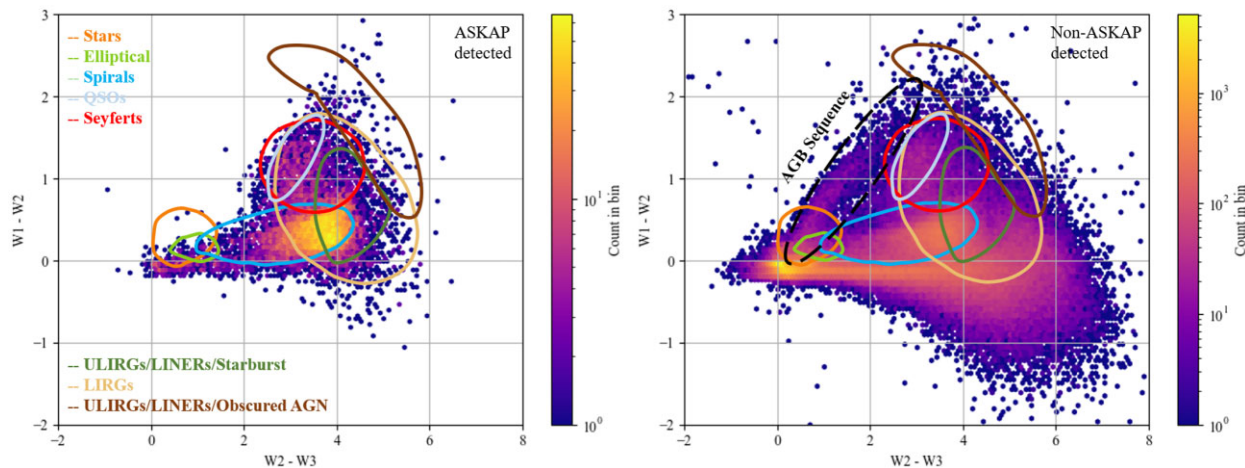 3
2
1
0
−1
−2
−2
0
2
4
6
8
W1 - W2
W2 - W3
-- Stars
-- Elliptical
-- Spirals
-- QSOs
-- Seyferts
ASKAP
detected
-- ULIRGs/LINERs/Starburst
-- LIRGs
-- ULIRGs/LINERs/Obscured AGN
10^1
10^0
Count in bin
3
2
1
0
−1
−2
−2
0
2
4
6
8
W1 - W2
W2 - W3
Non-ASKAP
detected
AGB Sequence
10^3
10^2
10^1
10^0
Count in bin